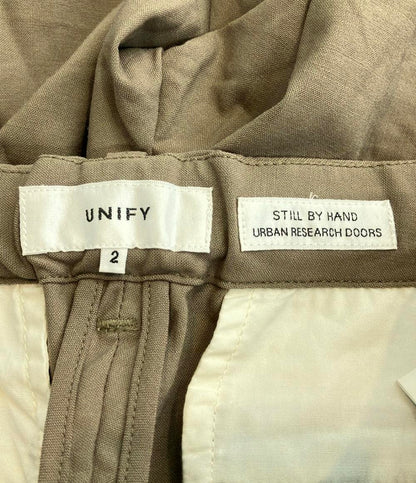 UNIFY
2
STILL BY HAND
URBAN RESEARCH DOORS